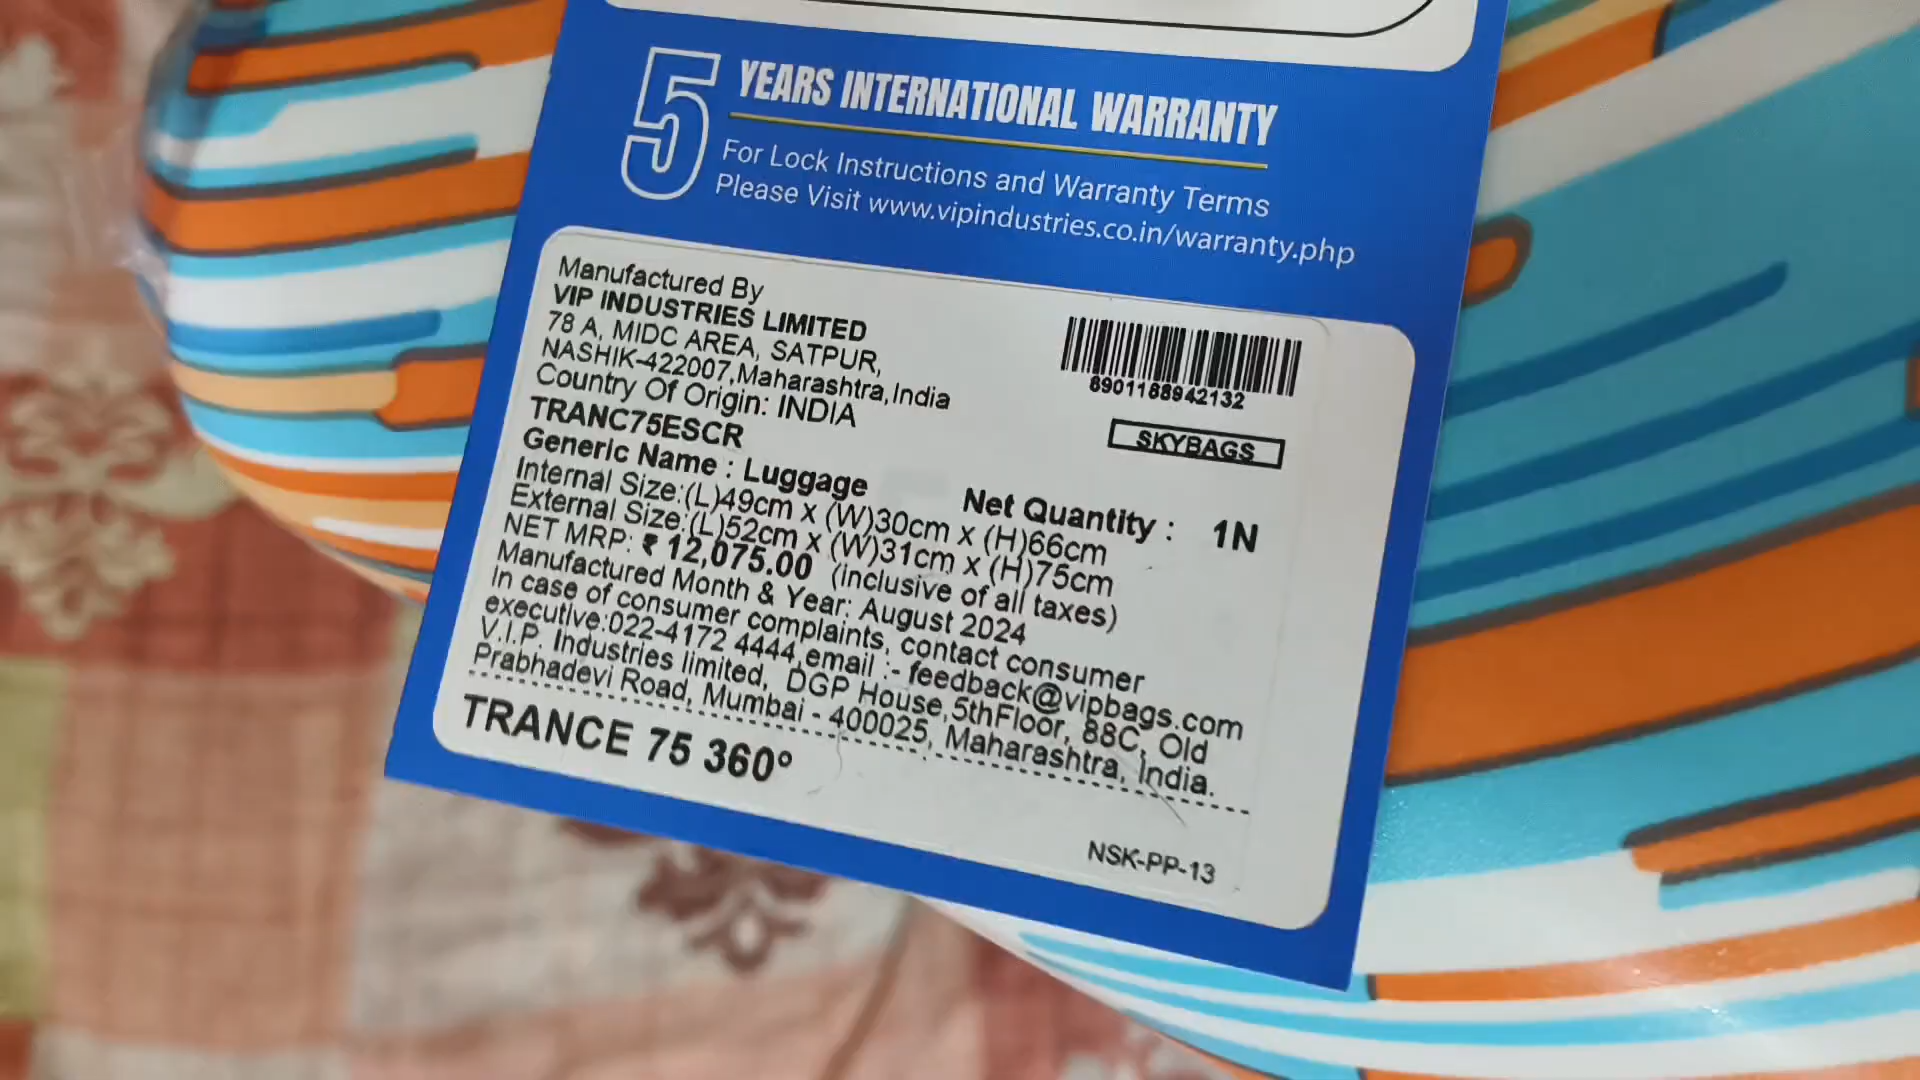 5 YEARS INTERNATIONAL WARRANTY
For Lock Instructions and Warranty Terms
Please Visit www.vipindustries.co.in/warranty.php
Manufactured By
VIP INDUSTRIES LIMITED
78 A, MIDC AREA, SATPUR,
NASHIK-422007,Maharashtra,India
Country Of Origin: INDIA
8901188942132
SKYBAGS
TRANC75ESCR
Generic Name : Luggage
Net Quantity : 1N
Internal Size:(L)49cm x (W)30cm x (H)66cm
External Size:(L)52cm x (W)31cm x (H)75cm
NET MRP: ₹ 12,075.00 (inclusive of all taxes)
Manufactured Month & Year: August 2024
In case of consumer complaints, contact consumer
executive:022-4172 4444,email :- feedback@vipbags.com
V.I.P. Industries limited, DGP House,5thFloor, 88C, Old
Prabhadevi Road, Mumbai - 400025, Maharashtra, India.
TRANCE 75 360°
NSK-PP-13